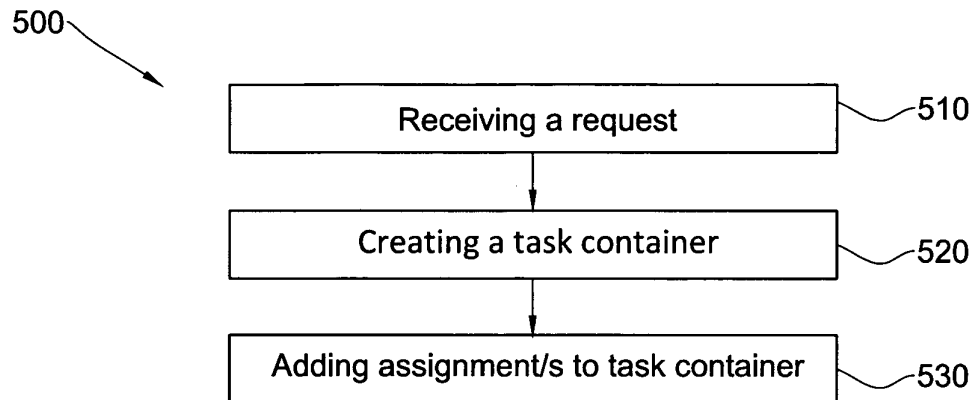 500
Receiving a request
510
Creating a task container
520
Adding assignment/s to task container
530